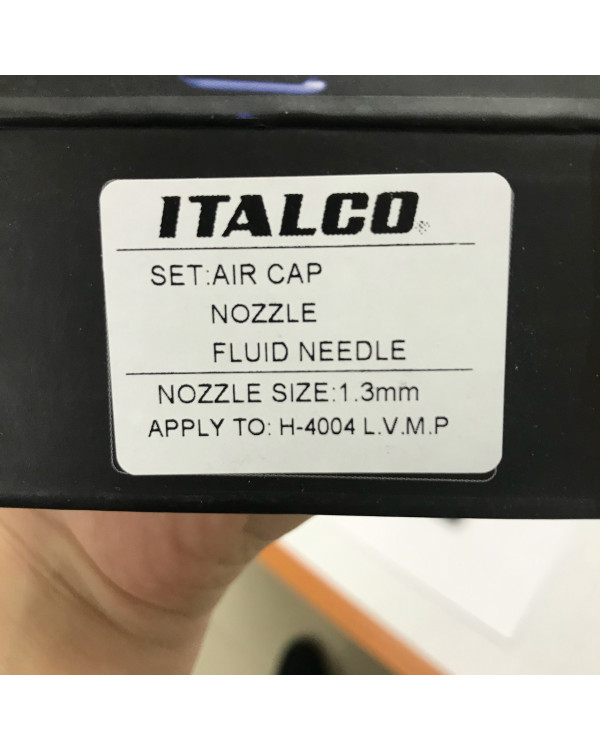 ITALCO®
SET:AIR CAP
NOZZLE
FLUID NEEDLE
NOZZLE SIZE:1.3mm
APPLY TO: H-4004 L.V.M.P